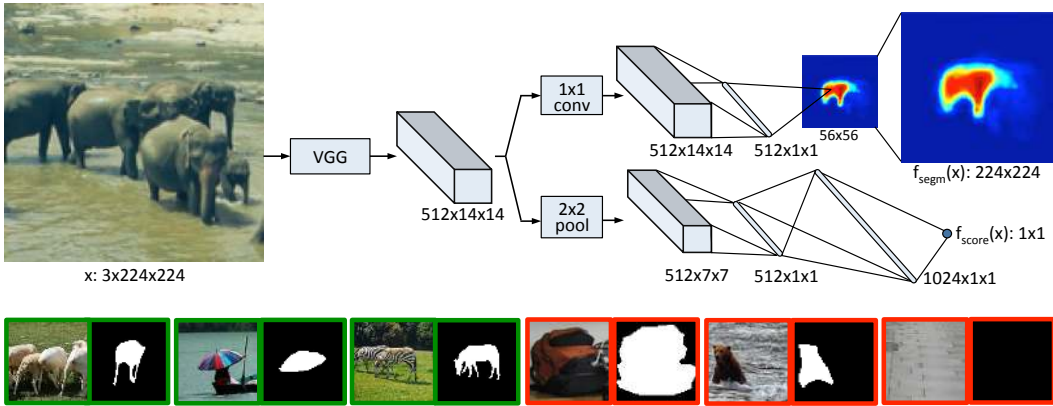 x: 3x224x224
VGG
512x14x14
1x1
conv
512x14x14
512x1x1
56x56
f_segm(x): 224x224
2x2
pool
512x7x7
512x1x1
1024x1x1
f_score(x): 1x1